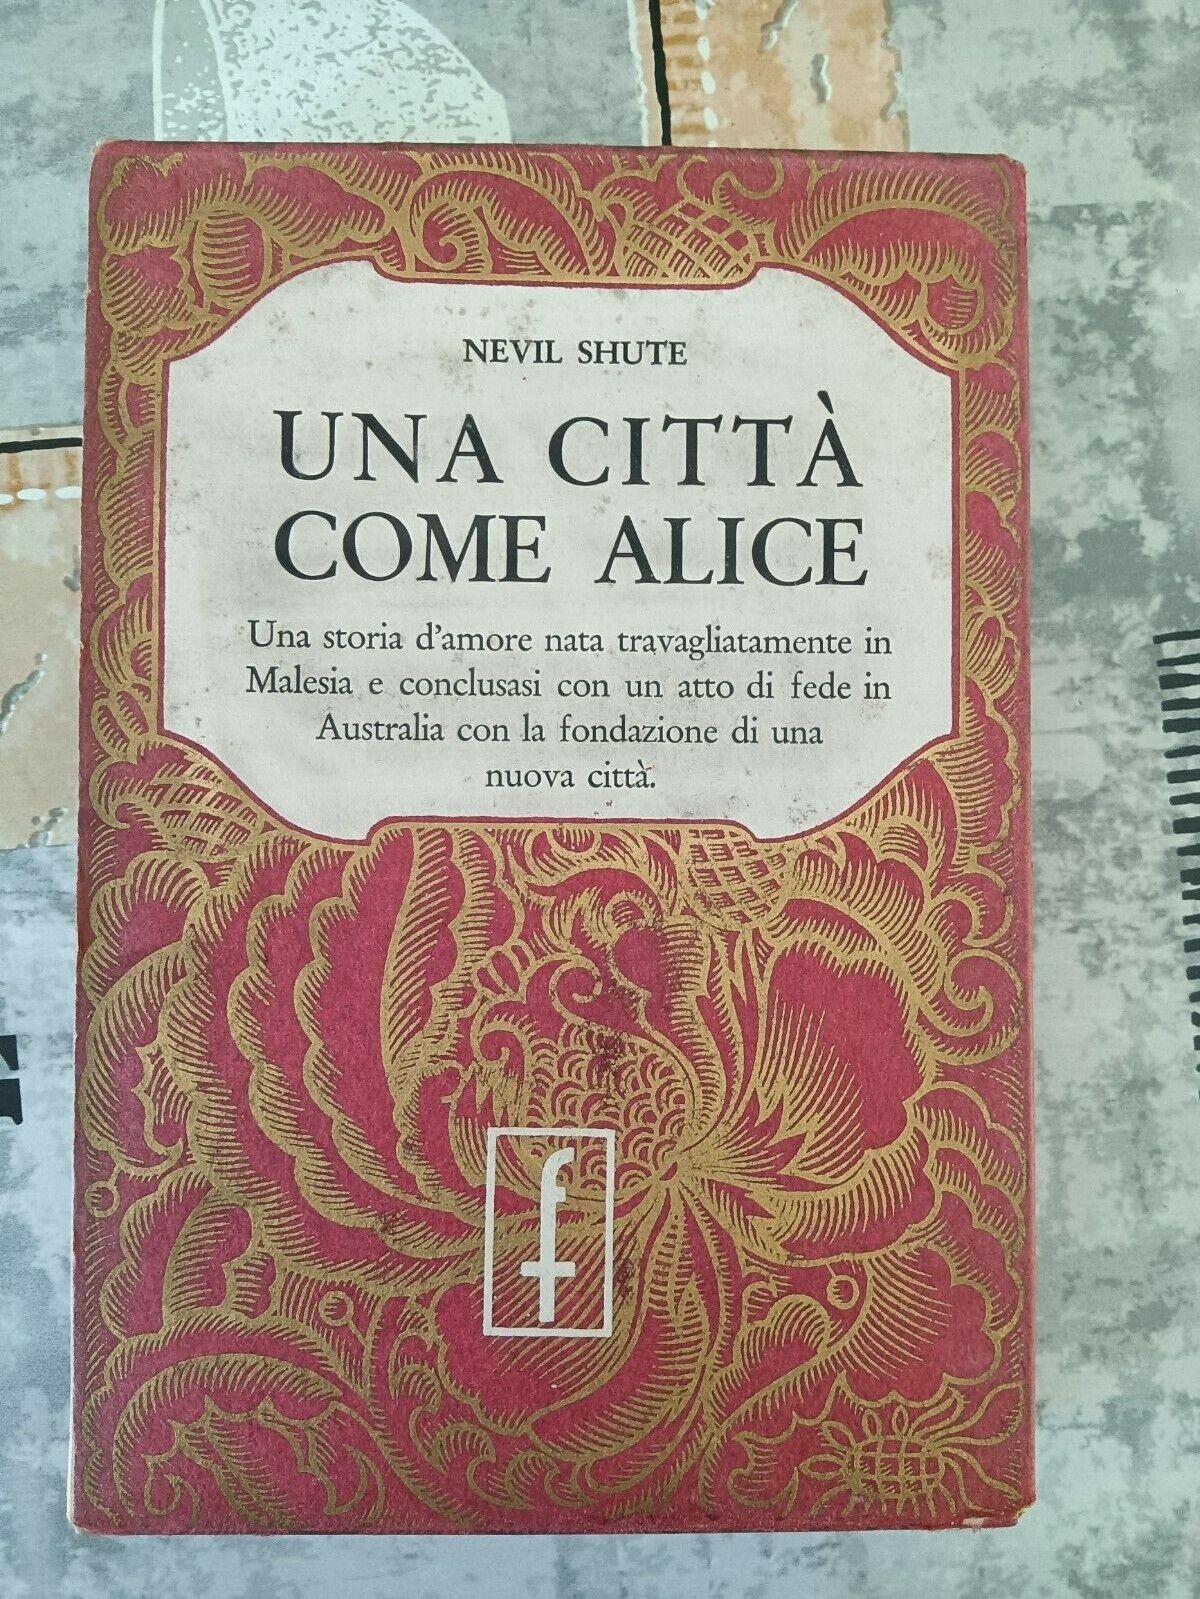 NEVIL SHUTE
UNA CITTÀ
COME ALICE
Una storia d'amore nata travagliatamente in
Malesia e conclusasi con un atto di fede in
Australia con la fondazione di una
nuova città.
f